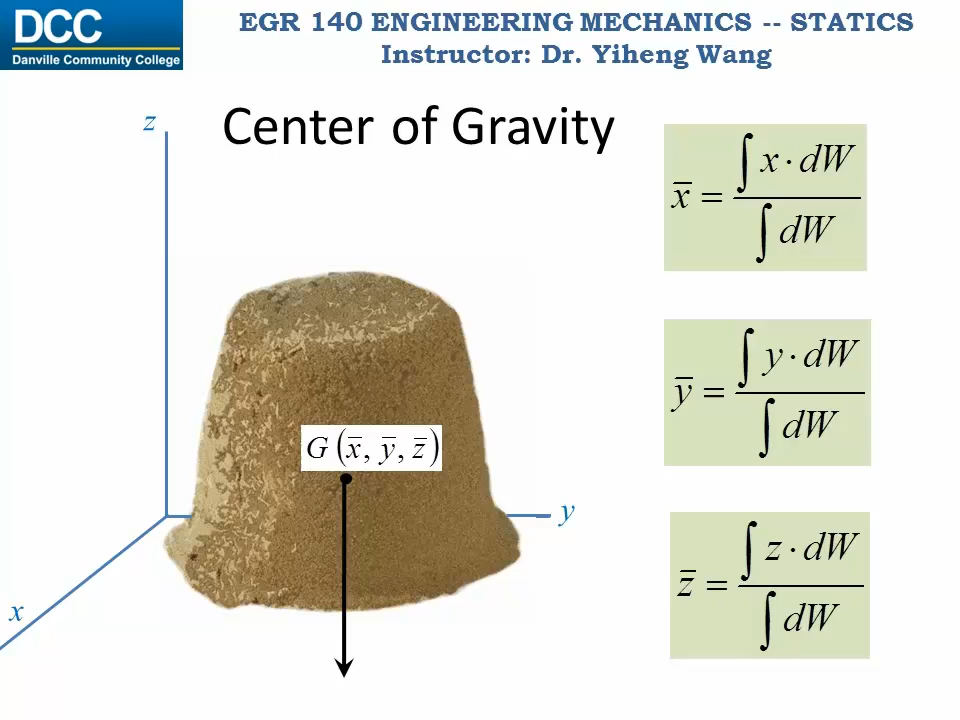 DCC
Danville Community College
EGR 140 ENGINEERING MECHANICS -- STATICS
Instructor: Dr. Yiheng Wang
Center of Gravity
z
x̅ = ∫ x · dW / ∫ dW
y̅ = ∫ y · dW / ∫ dW
G (x̅, y̅, z̅)
y
z̅ = ∫ z · dW / ∫ dW
x